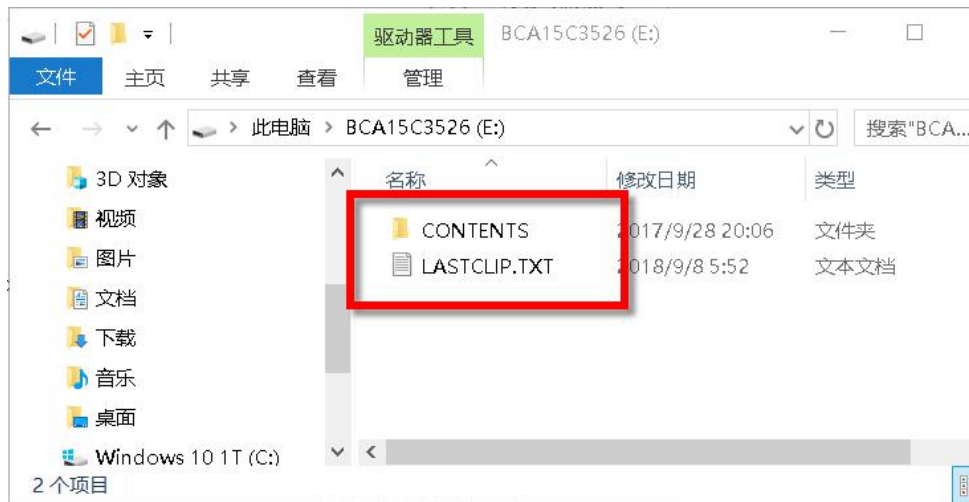 驱动器工具 BCA15C3526 (E:)
文件 主页 共享 查看 管理
此电脑 > BCA15C3526 (E:)
搜索"BCA...
名称 修改日期 类型
3D 对象
视频
图片
文档
下载
音乐
桌面
Windows 10 1T (C:)
CONTENTS 2017/9/28 20:06 文件夹
LASTCLIP.TXT 2018/9/8 5:52 文本文档
2 个项目